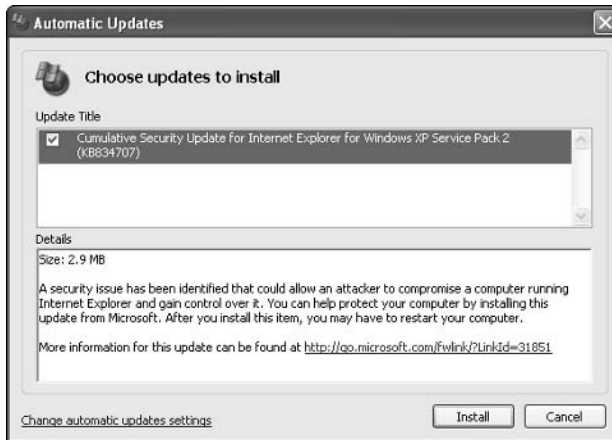 Automatic Updates
Choose updates to install
Update Title
Cumulative Security Update for Internet Explorer for Windows XP Service Pack 2
(KB834707)
Details
Size: 2.9 MB
A security issue has been identified that could allow an attacker to compromise a computer running
Internet Explorer and gain control over it. You can help protect your computer by installing this
update from Microsoft. After you install this item, you may have to restart your computer.
More information for this update can be found at http://go.microsoft.com/fwlink/?LinkId=31851
Change automatic updates settings
Install
Cancel